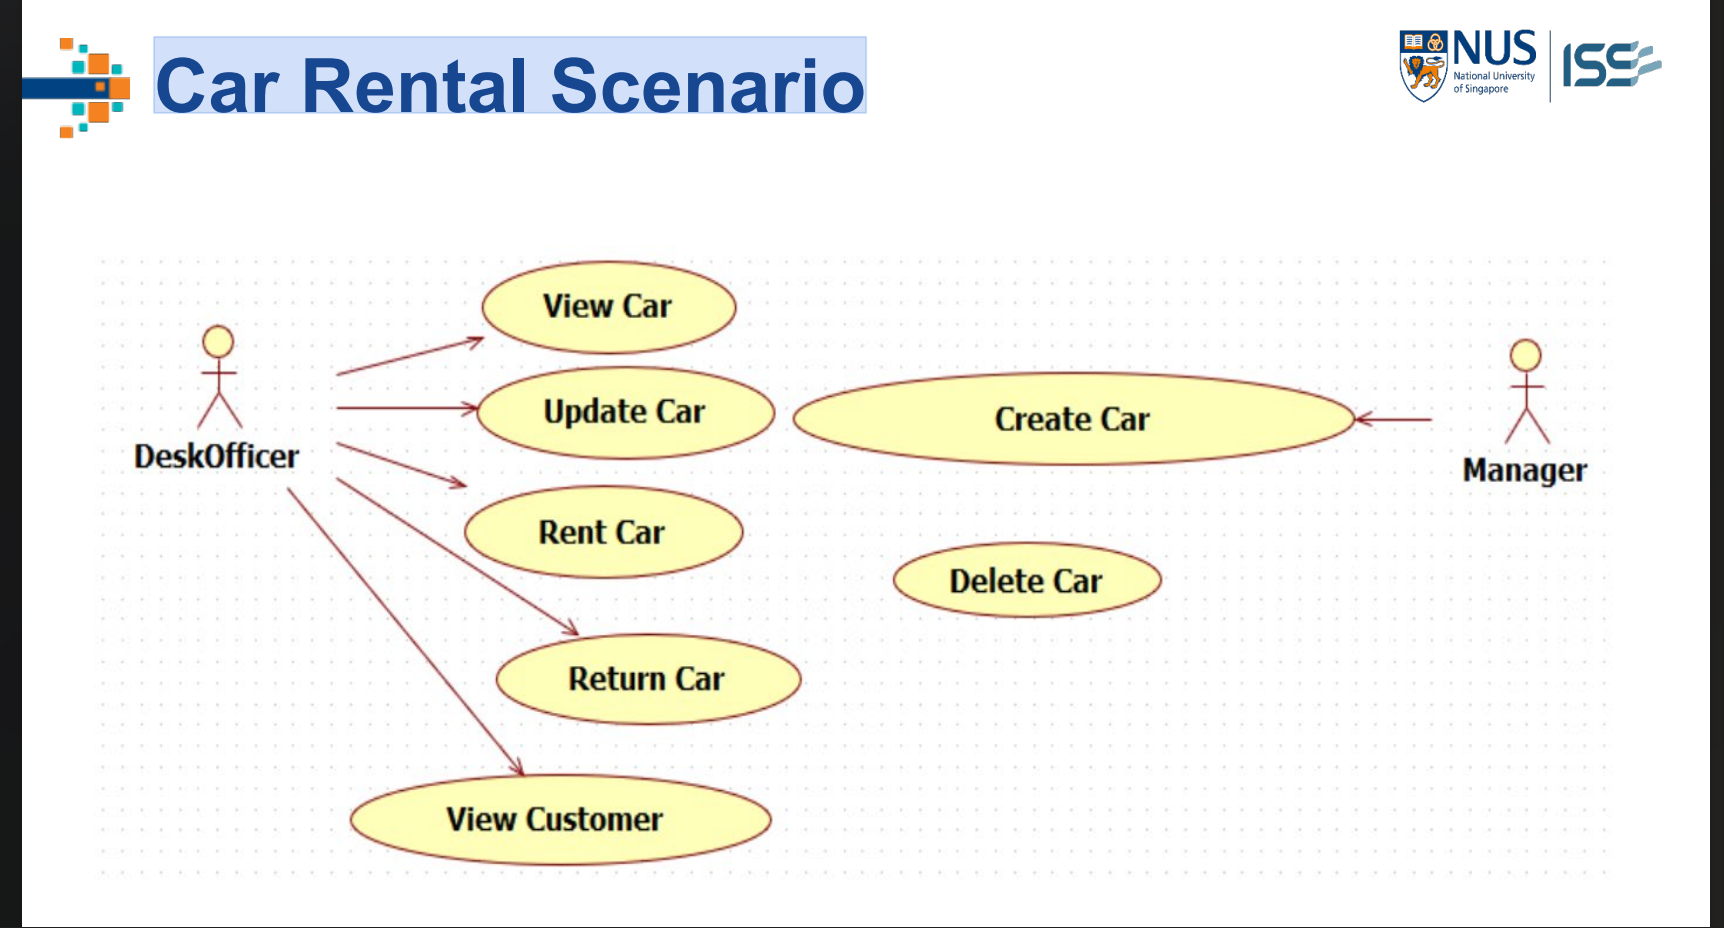 Car Rental Scenario
NUS
National University
of Singapore
ISS
View Car
Update Car
Create Car
DeskOfficer
Manager
Rent Car
Delete Car
Return Car
View Customer